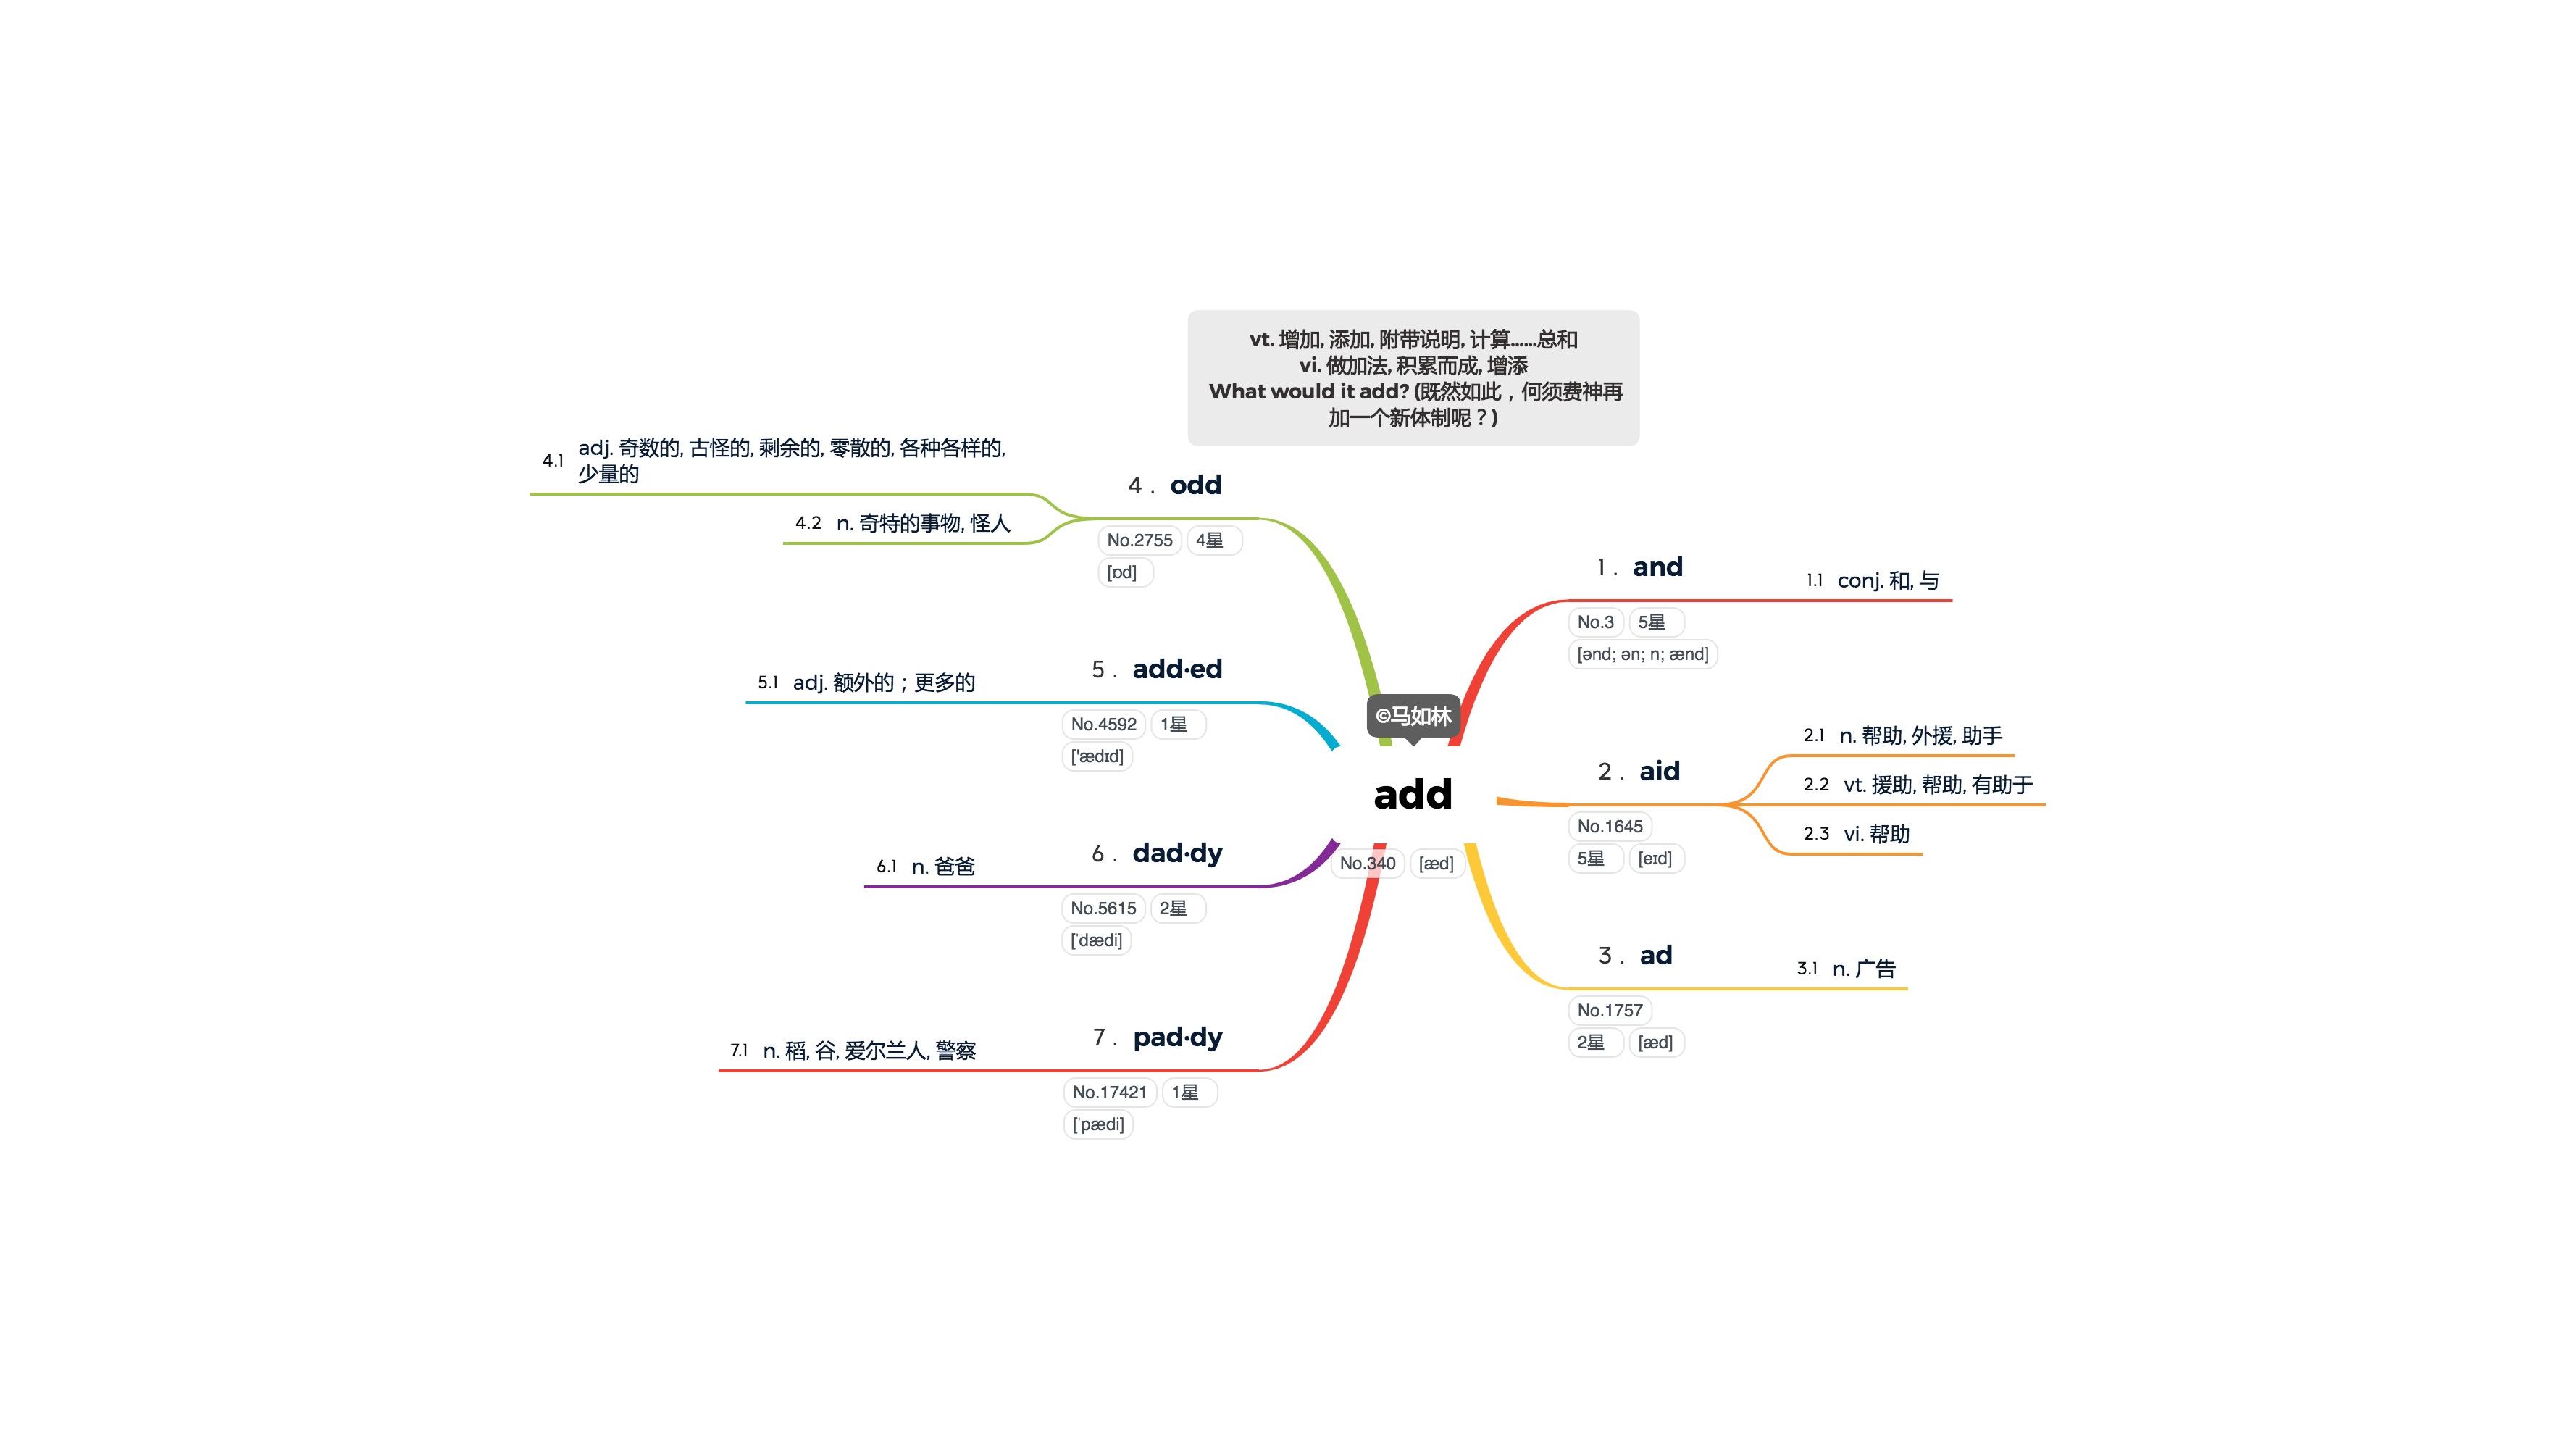 vt. 增加, 添加, 附带说明, 计算……总和
vi. 做加法, 积累而成, 增添
What would it add? (既然如此，何须费神再
加一个新体制呢？)
©马如林
add
No.340 [æd]
1. and
No.3 5星
[ənd; ən; n; ænd]
1.1 conj. 和, 与
2. aid
No.1645
5星 [eɪd]
2.1 n. 帮助, 外援, 助手
2.2 vt. 援助, 帮助, 有助于
2.3 vi. 帮助
3. ad
No.1757
2星 [æd]
3.1 n. 广告
4. odd
No.2755 4星
[ɒd]
4.1 adj. 奇数的, 古怪的, 剩余的, 零散的, 各种各样的,
少量的
4.2 n. 奇特的事物, 怪人
5. add·ed
No.4592 1星
['ædɪd]
5.1 adj. 额外的；更多的
6. dad·dy
No.5615 2星
[ˈdædi]
6.1 n. 爸爸
7. pad·dy
No.17421 1星
[ˈpædi]
7.1 n. 稻, 谷, 爱尔兰人, 警察